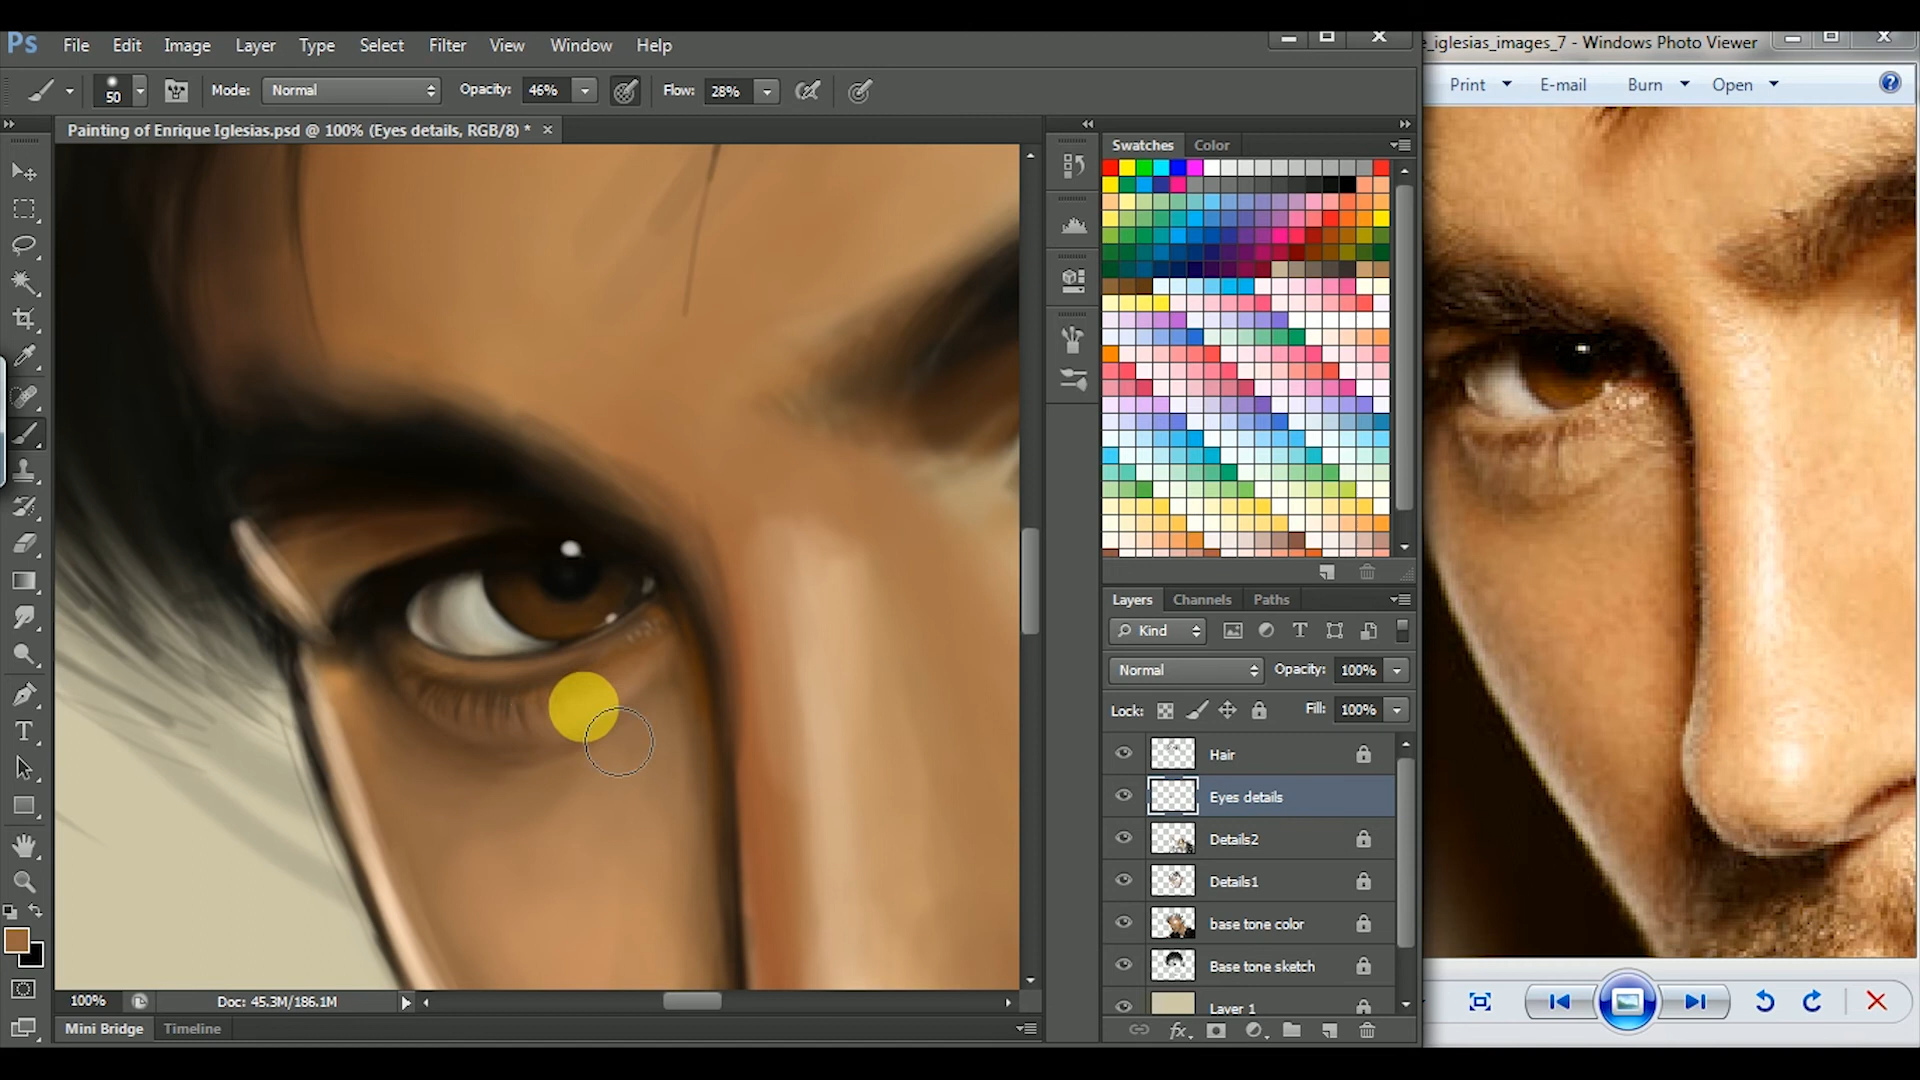 Ps File Edit Image Layer Type Select Filter View Window Help
_iglesias_images_7 - Windows Photo Viewer
50 Mode: Normal Opacity: 46% Flow: 28%
Print E-mail Burn Open
Painting of Enrique Iglesias.psd @ 100% (Eyes details, RGB/8) *
Swatches Color
Layers Channels Paths
Kind
Normal Opacity: 100%
Lock: Fill: 100%
Hair
Eyes details
Details2
Details1
base tone color
Base tone sketch
Layer 1
100% Doc: 45.3M/186.1M
Mini Bridge Timeline